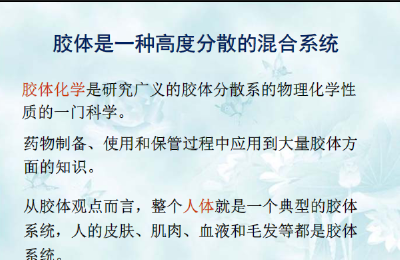 胶体是一种高度分散的混合系统
胶体化学是研究广义的胶体分散系的物理化学性
质的一门科学。
药物制备、使用和保管过程中应用到大量胶体方
面的知识。
从胶体观点而言，整个人体就是一个典型的胶体
系统，人的皮肤、肌肉、血液和毛发等都是胶体
系统。